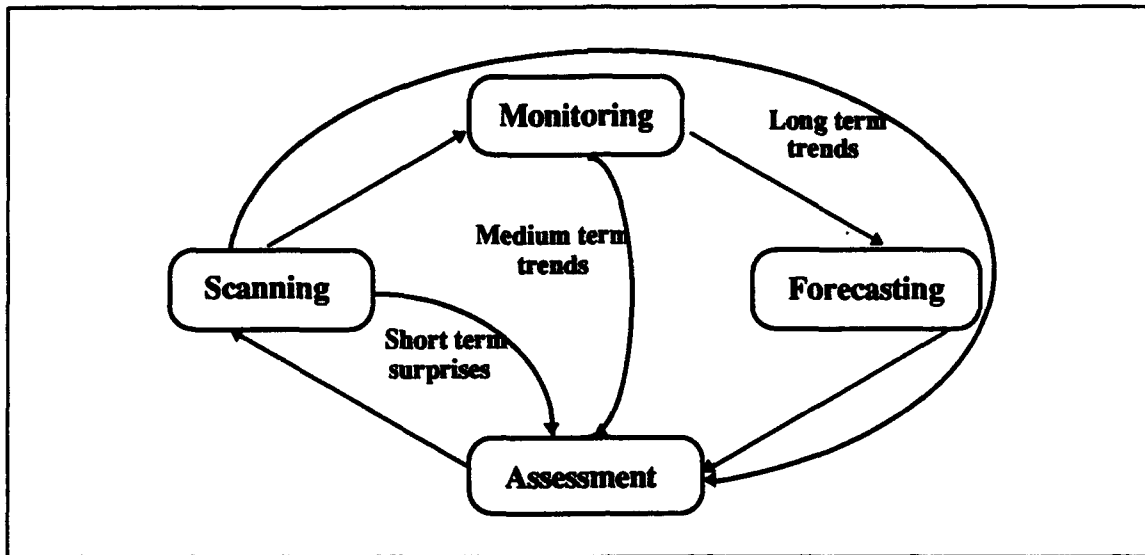 Monitoring
Long term
trends
Medium term
trends
Scanning
Forecasting
Short term
surprises
Assessment